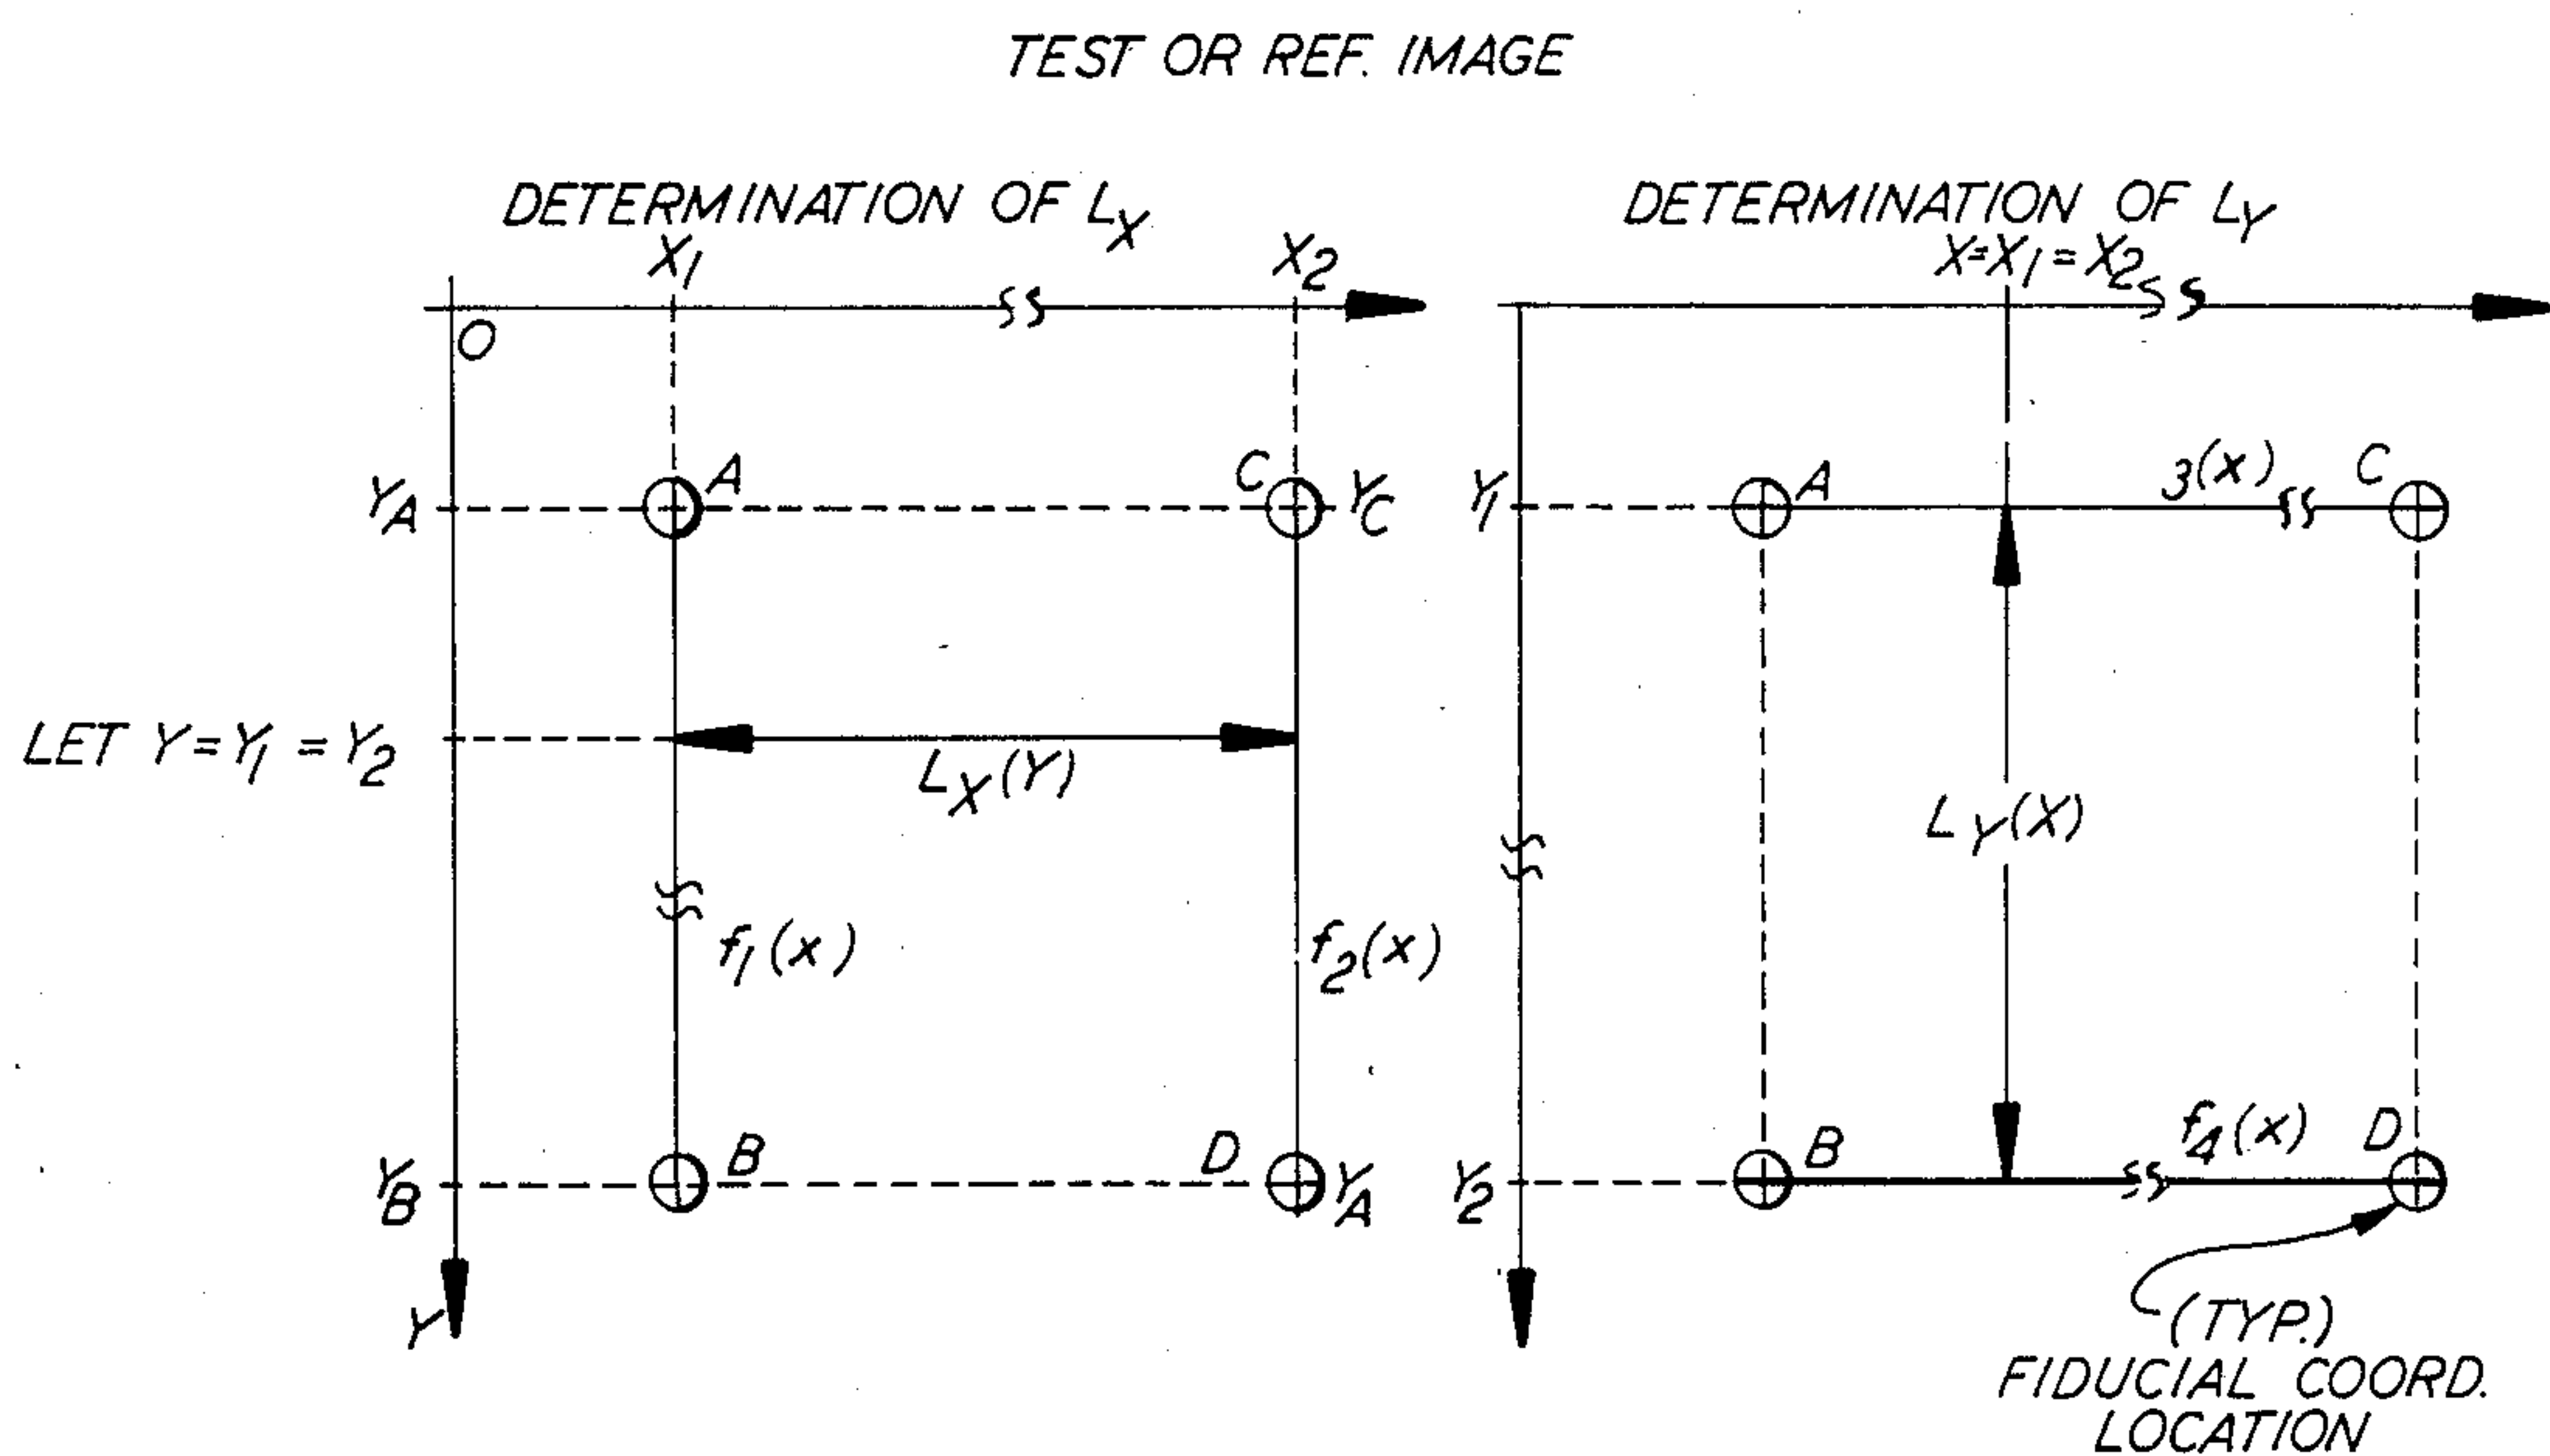 TEST OR REF. IMAGE
DETERMINATION OF LX
X1
X2
O
YA
A
C
YC
LET Y=Y1 = Y2
LX(Y)
f1(x)
f2(x)
YB
B
D
YA
Y
DETERMINATION OF LY
X=X1 = X2
Y1
A
3(x)
C
LY(X)
Y2
B
f4(x)
D
(TYP.)
FIDUCIAL COORD.
LOCATION